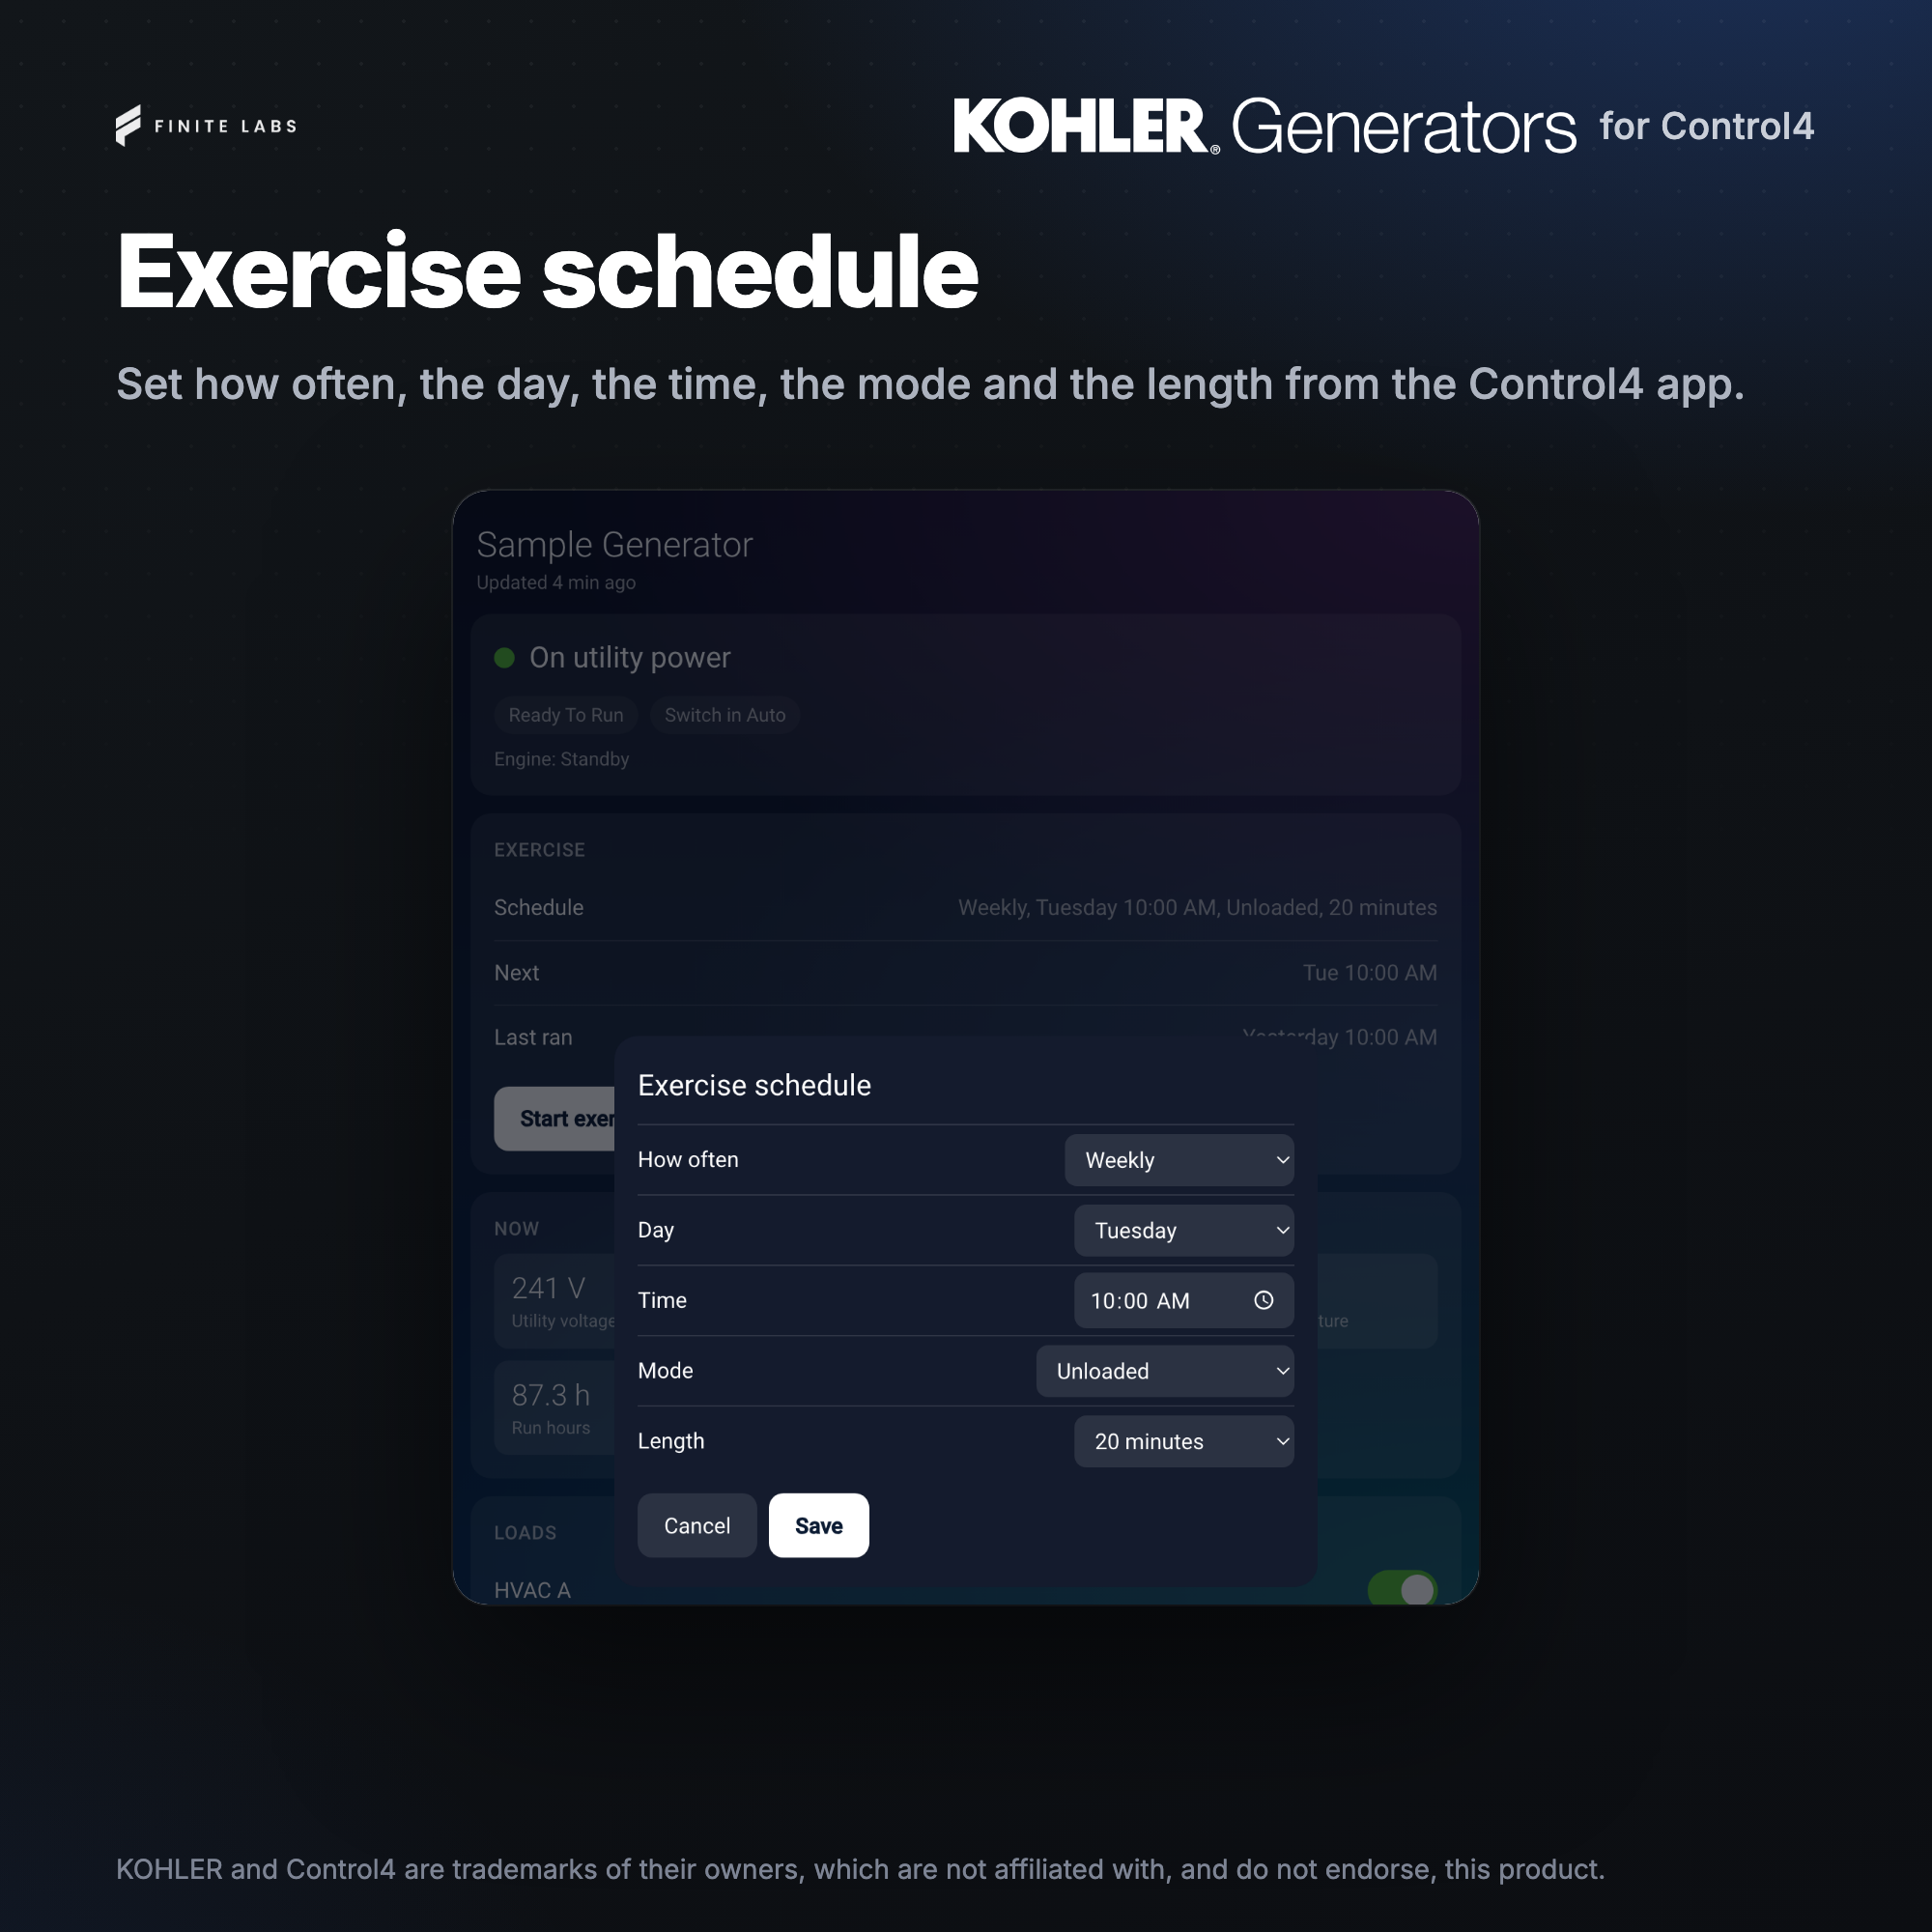 FINITE LABS
KOHLER® Generators for Control4
Exercise schedule
Set how often, the day, the time, the mode and the length from the Control4 app.
Sample Generator
Updated 4 min ago
On utility power
Ready To Run
Switch in Auto
Engine: Standby
EXERCISE
Schedule
Weekly, Tuesday 10:00 AM, Unloaded, 20 minutes
Next
Tue 10:00 AM
Last ran
Yesterday 10:00 AM
Start exer
Exercise schedule
How often
Weekly
Day
Tuesday
Time
10:00 AM
Mode
Unloaded
Length
20 minutes
Cancel
Save
NOW
241 V
Utility voltage
ture
87.3 h
Run hours
LOADS
HVAC A
KOHLER and Control4 are trademarks of their owners, which are not affiliated with, and do not endorse, this product.